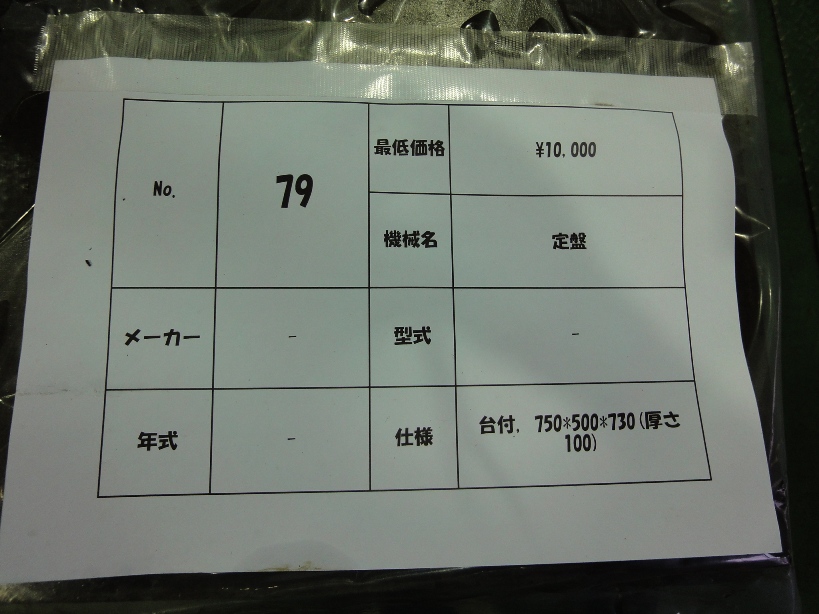 No.
79
最低価格
¥10,000
機械名
定盤
メーカー
-
型式
-
年式
-
仕様
台付, 750*500*730(厚さ
100)